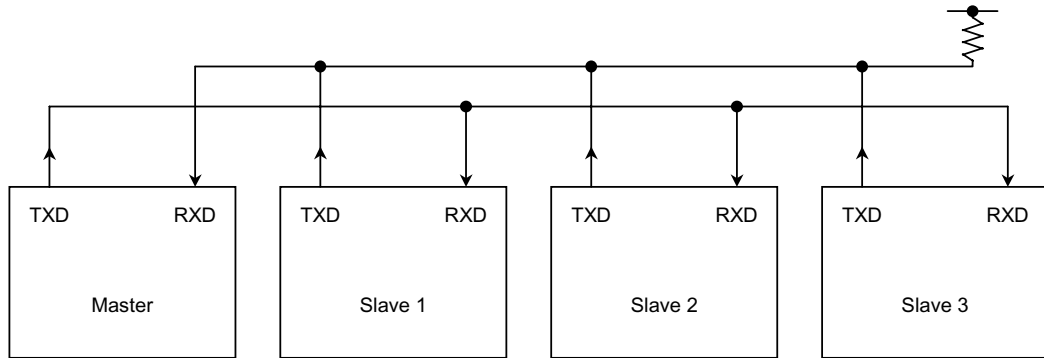 TXD RXD TXD RXD TXD RXD TXD RXD
Master Slave 1 Slave 2 Slave 3